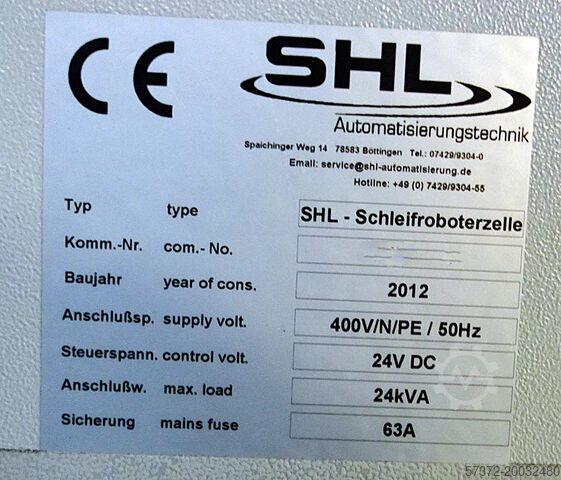 CE SHL
Automatisierungstechnik
Spaichinger Weg 14 78583 Böttingen Tel.: 07429/9304-0
Email: service@shl-automatisierung.de
Hotline: +49 (0) 7429/9304-55
Typ type SHL - Schleifroboterzelle
Komm.-Nr. com.- No.
Baujahr year of cons. 2012
Anschlußsp. supply volt. 400V/N/PE / 50Hz
Steuerspann. control volt. 24V DC
Anschlußw. max. load 24kVA
Sicherung mains fuse 63A
57372-20032480